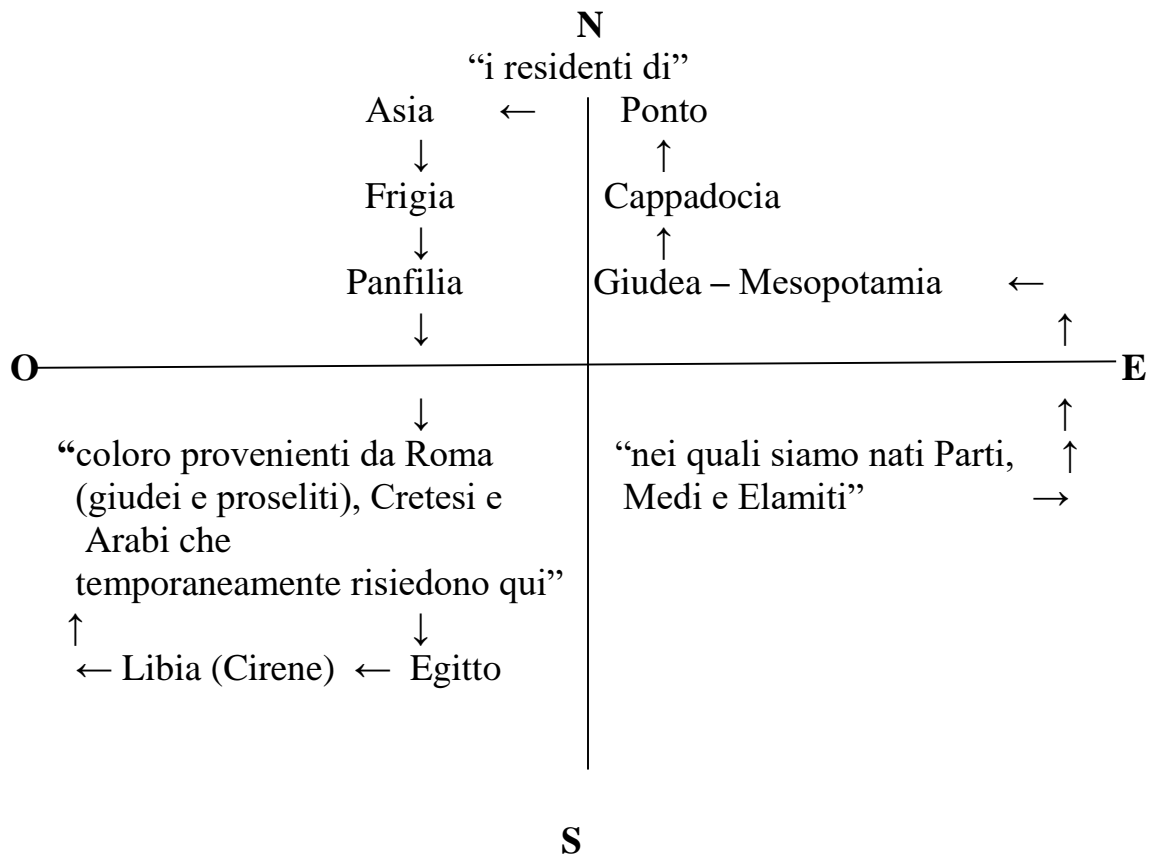 N
“i residenti di”
Asia ← Ponto
↓ ↑
Frigia Cappadocia
↓ ↑
Panfilia Giudea – Mesopotamia ←
↓ ↑
O E
↓ ↑
“coloro provenienti da Roma “nei quali siamo nati Parti, ↑
(giudei e proseliti), Cretesi e Medi e Elamiti” →
Arabi che
temporaneamente risiedono qui”
↑ ↓
← Libia (Cirene) ← Egitto
S